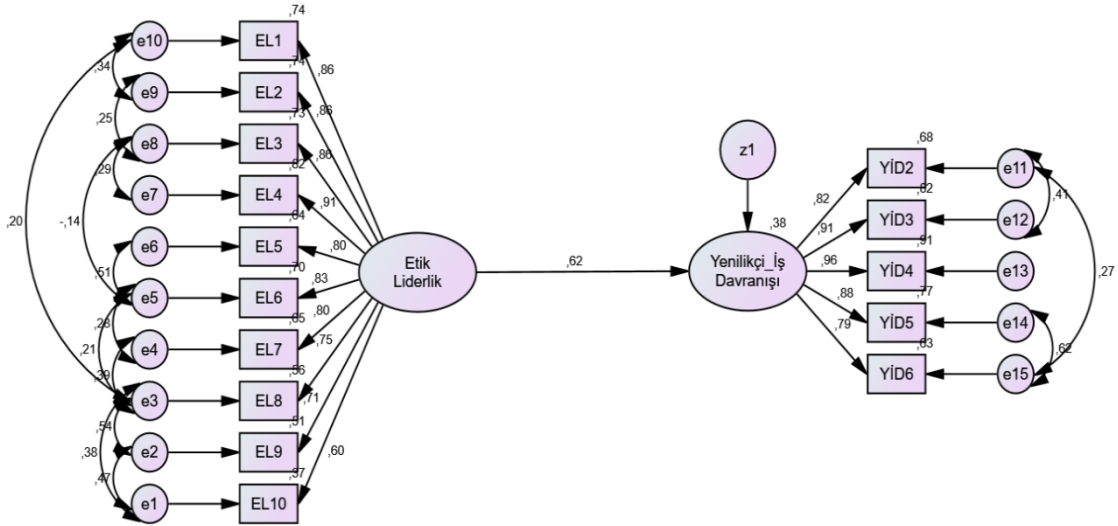 ,74
e10
EL1
,86
,34
,74
e9
EL2
,86
,25
,73
e8
EL3
,86
,29
,82
e7
EL4
,91
,20
-,14
,64
e6
EL5
,80
,51
,70
e5
EL6
,83
,28
,65
e4
EL7
,80
,21
,39
,56
e3
EL8
,75
,54
,51
e2
EL9
,71
,38
,47
,37
e1
EL10
,60
Etik
Liderlik
,62
z1
,38
Yenilikçi_İş
Davranışı
,68
,82
YİD2
e11
,82
,91
YİD3
e12
,41
,91
,96
YİD4
e13
,27
,77
,88
YİD5
e14
,62
,63
,79
YİD6
e15